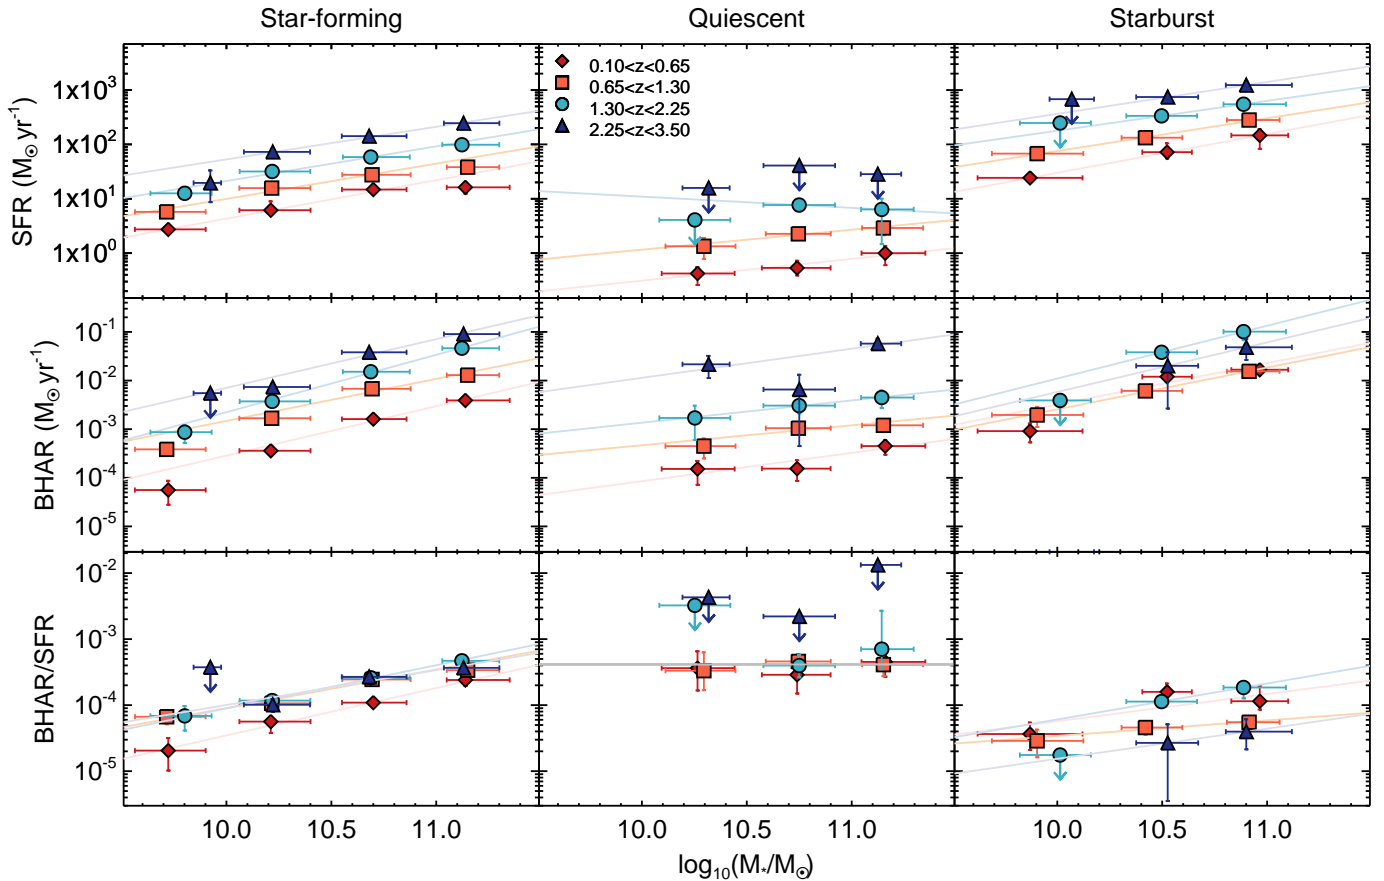 Star-forming Quiescent Starburst
0.10<z<0.65
0.65<z<1.30
1.30<z<2.25
2.25<z<3.50
SFR (M⊙ yr⁻¹)
1x10³
1x10²
1x10¹
1x10⁰
BHAR (M⊙yr⁻¹)
10⁻¹
10⁻²
10⁻³
10⁻⁴
10⁻⁵
BHAR/SFR
10⁻²
10⁻³
10⁻⁴
10⁻⁵
10.0 10.5 11.0 10.0 10.5 11.0 10.0 10.5 11.0
log₁₀(M*/M⊙)